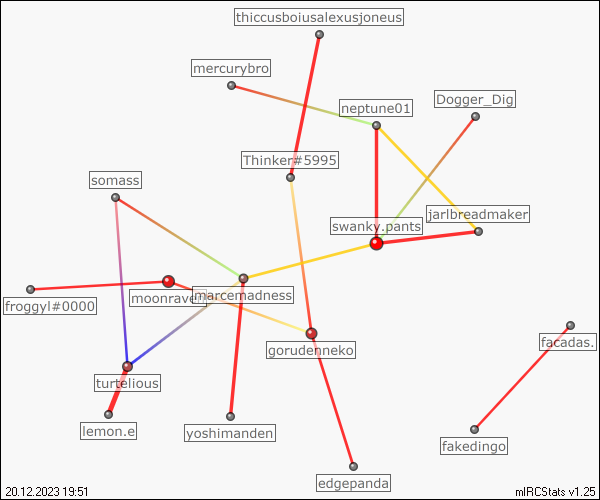 thiccusboiusalexusjoneus
mercurybro
neptune01
Dogger_Dig
Thinker#5995
somass
jarlbreadmaker
swanky.pants
froggyl#0000
moonraven
marcemadness
gorudenneko
facadas.
turtelious
lemon.e
yoshimanden
fakedingo
edgepanda
20.12.2023 19:51
mIRCStats v1.25